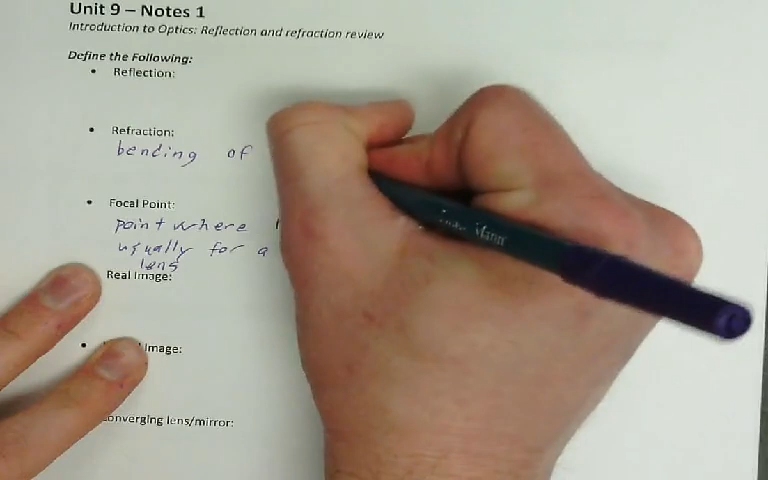 Unit 9 – Notes 1
Introduction to Optics: Reflection and refraction review
Define the Following:
• Reflection:
• Refraction:
bending of
• Focal Point:
point where
usually for a
lens
Real Image:
• Image:
converging lens/mirror: